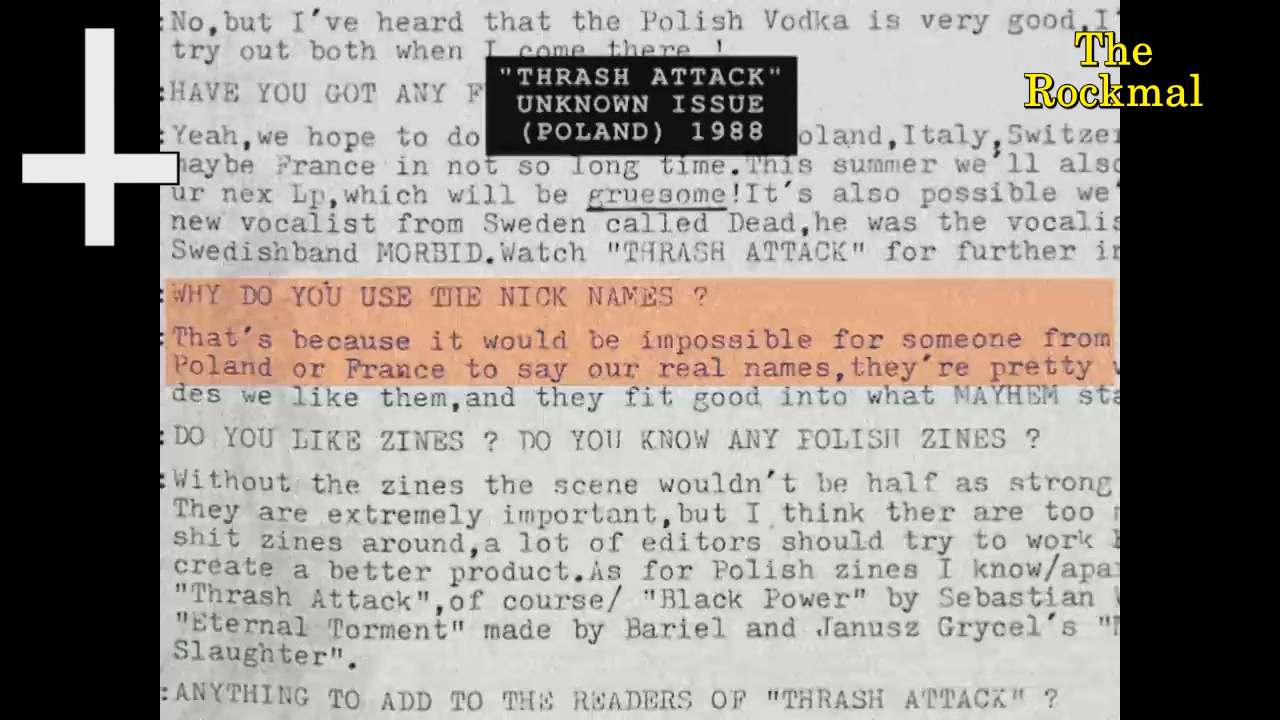 :No,but I've heard that the Polish Vodka is very good,I'
try out both when I come there !
"THRASH ATTACK"
UNKNOWN ISSUE
(POLAND) 1988
The
Rockmal
:HAVE YOU GOT ANY
:Yeah,we hope to do oland,Italy,Switzer
maybe France in not so long time.This summer we'll also
ur nex Lp,which will be gruesome!It's also possible we'
new vocalist from Sweden called Dead,he was the vocalis
Swedishband MORBID.Watch "THRASH ATTACK" for further in
:WHY DO YOU USE THE NICK NAMES ?
:That's because it would be impossible for someone from
Poland or France to say our real names,they're pretty
des we like them,and they fit good into what MAYHEM sta
:DO YOU LIKE ZINES ? DO YOU KNOW ANY POLISH ZINES ?
:Without the zines the scene wouldn't be half as strong
They are extremely important,but I think ther are too
shit zines around,a lot of editors should try to work
create a better product.As for Polish zines I know/apa
"Thrash Attack",of course/ "Black Power" by Sebastian
"Eternal Torment" made by Bariel and Janusz Grycel's
Slaughter".
:ANYTHING TO ADD TO THE READERS OF "THRASH ATTACK" ?